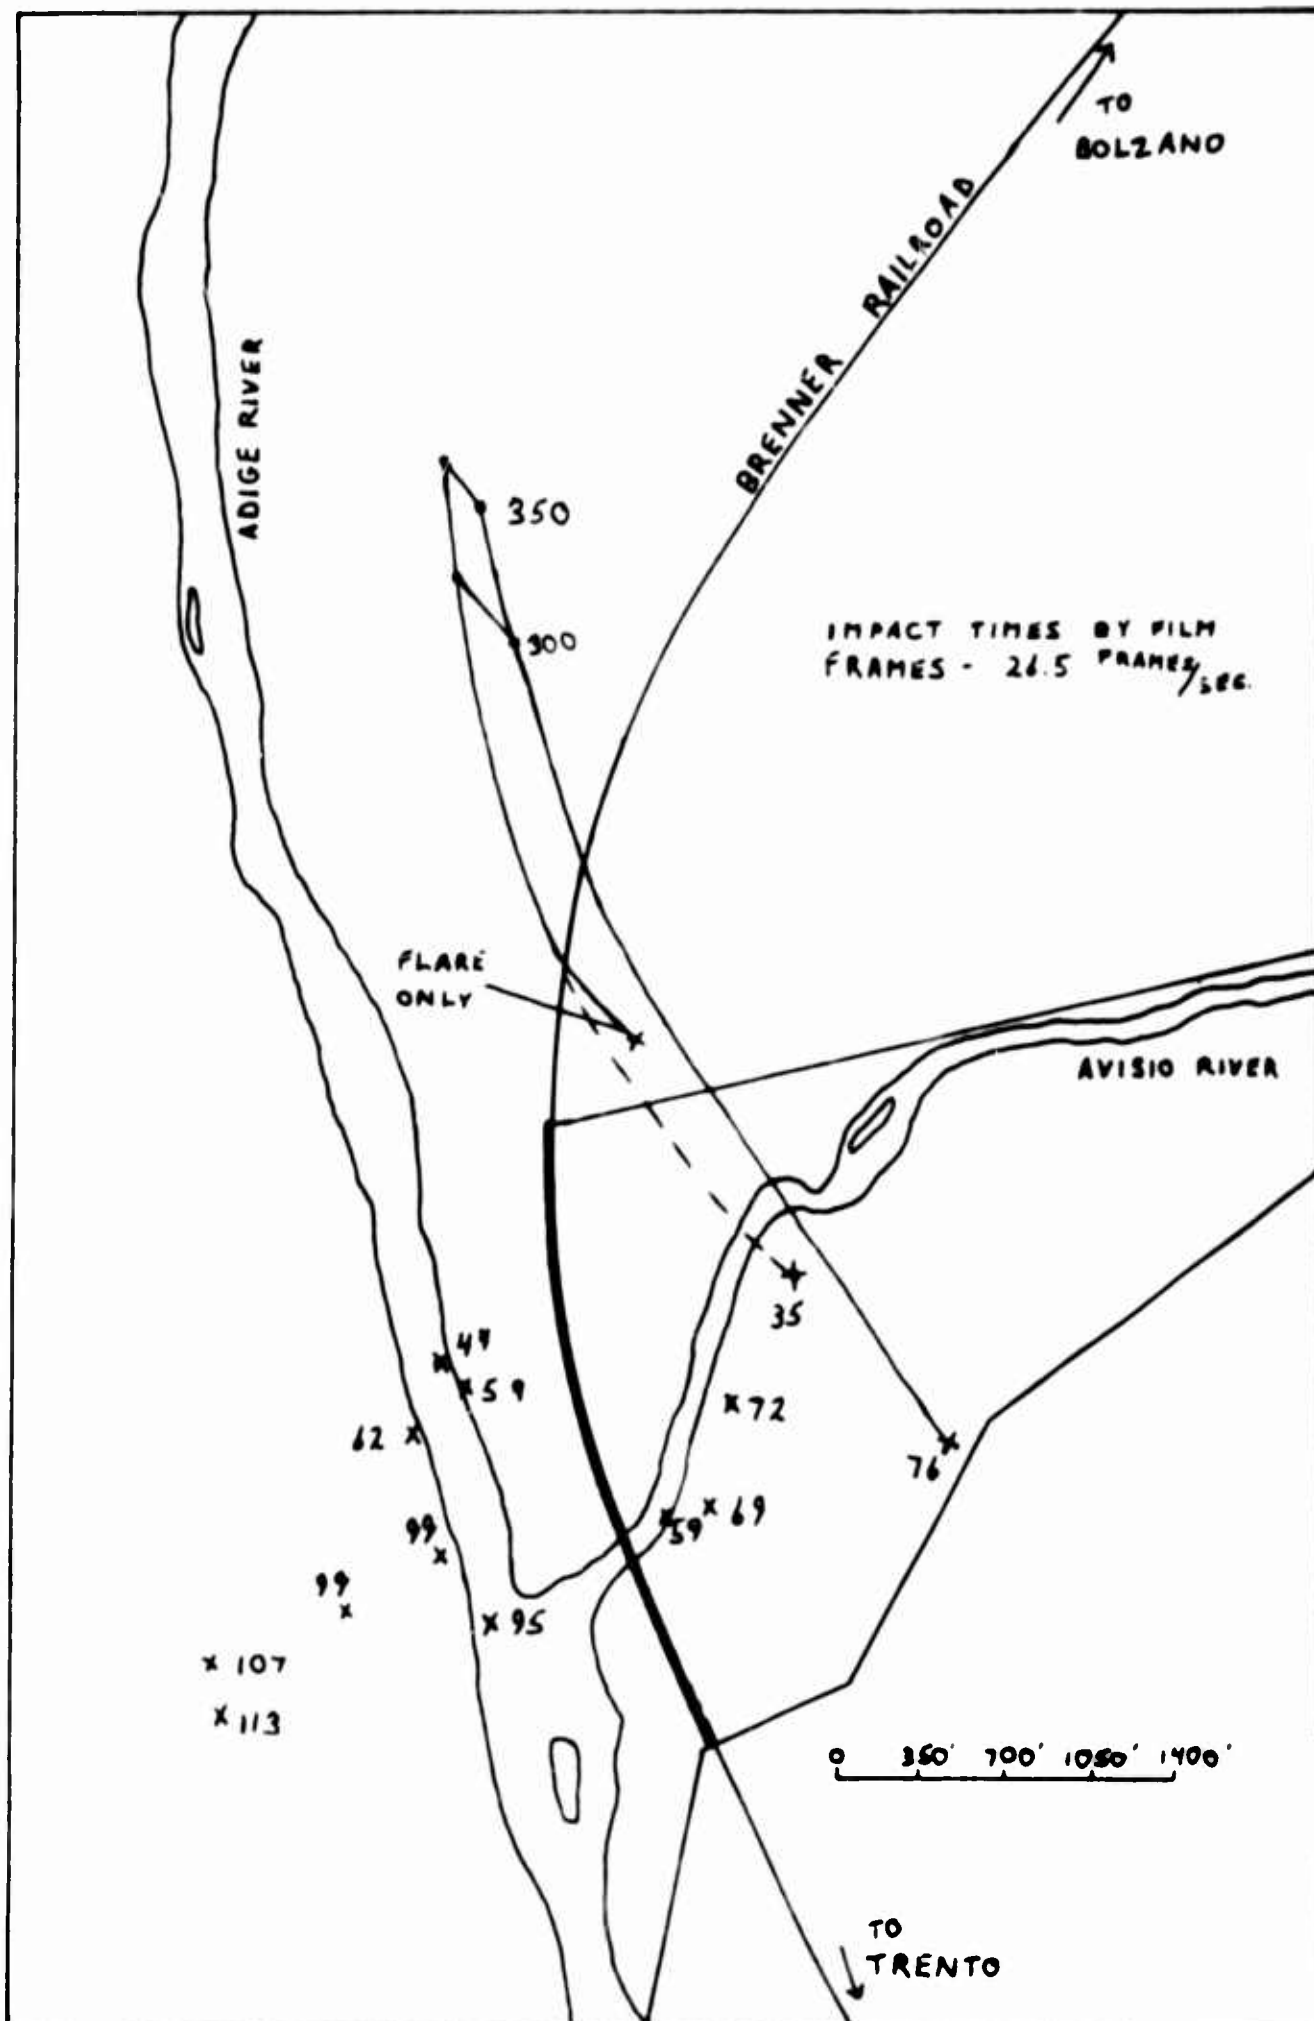 TO
BOLZANO
BRENNER RAILROAD
ADIGE RIVER
350
300
IMPACT TIMES BY FILM
FRAMES - 26.5 FRAMES/SEC.
FLARE
ONLY
AVISIO RIVER
35
47
59
62
72
76
99
59
69
99
95
107
113
0 350' 700' 1050' 1400'
TO
TRENTO